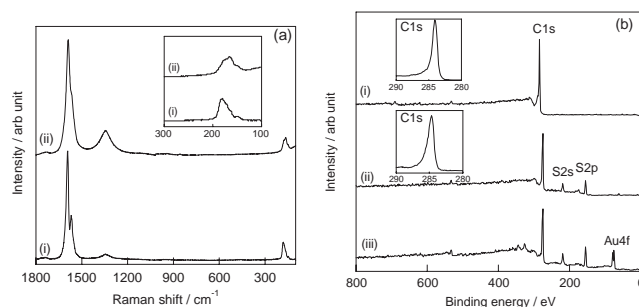 (a)
(ii)
(i)
300 200 100
(ii)
(i)
Intensity / arb unit
1800 1500 1200 900 600 300
Raman shift / cm⁻¹
(b)
C1s
C1s
290 285 280
(i)
C1s
290 285 280
(ii)
S2s
S2p
(iii)
Au4f
Intensity / arb unit
800 600 400 200 0
Binding energy / eV